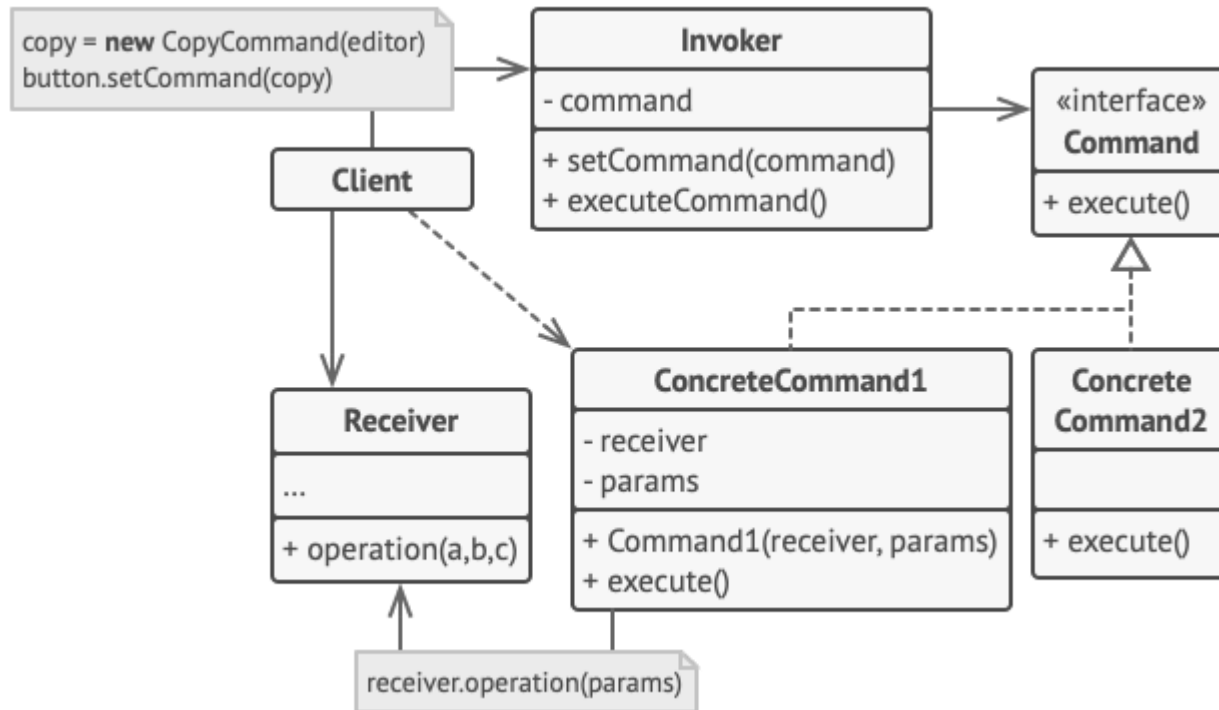 copy = new CopyCommand(editor)
button.setCommand(copy)
Invoker
- command
+ setCommand(command)
+ executeCommand()
«interface»
Command
+ execute()
Client
Receiver
...
+ operation(a,b,c)
ConcreteCommand1
- receiver
- params
+ Command1(receiver, params)
+ execute()
Concrete
Command2
+ execute()
receiver.operation(params)